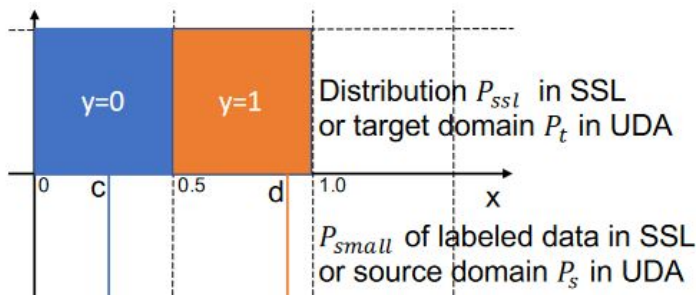 y=0
y=1
Distribution P_ssl in SSL
or target domain P_t in UDA
0
c
0.5
d
1.0
x
P_small of labeled data in SSL
or source domain P_s in UDA